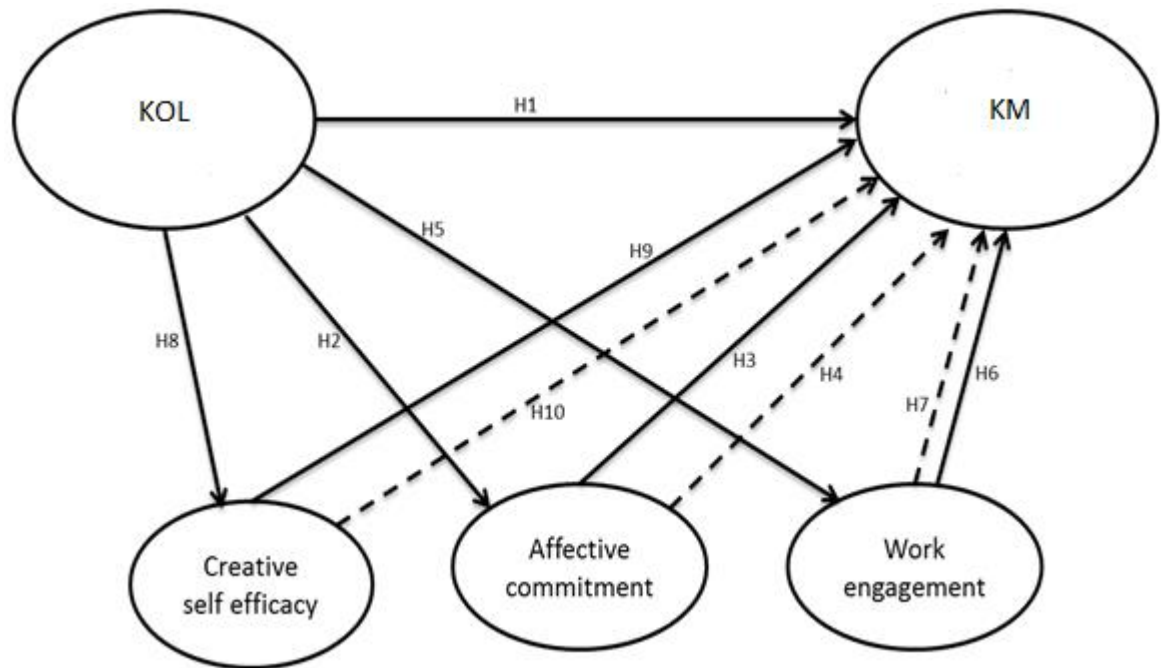 KOL
KM
H1
H5
H9
H8
H2
H3
H4
H10
H7
H6
Creative
self efficacy
Affective
commitment
Work
engagement